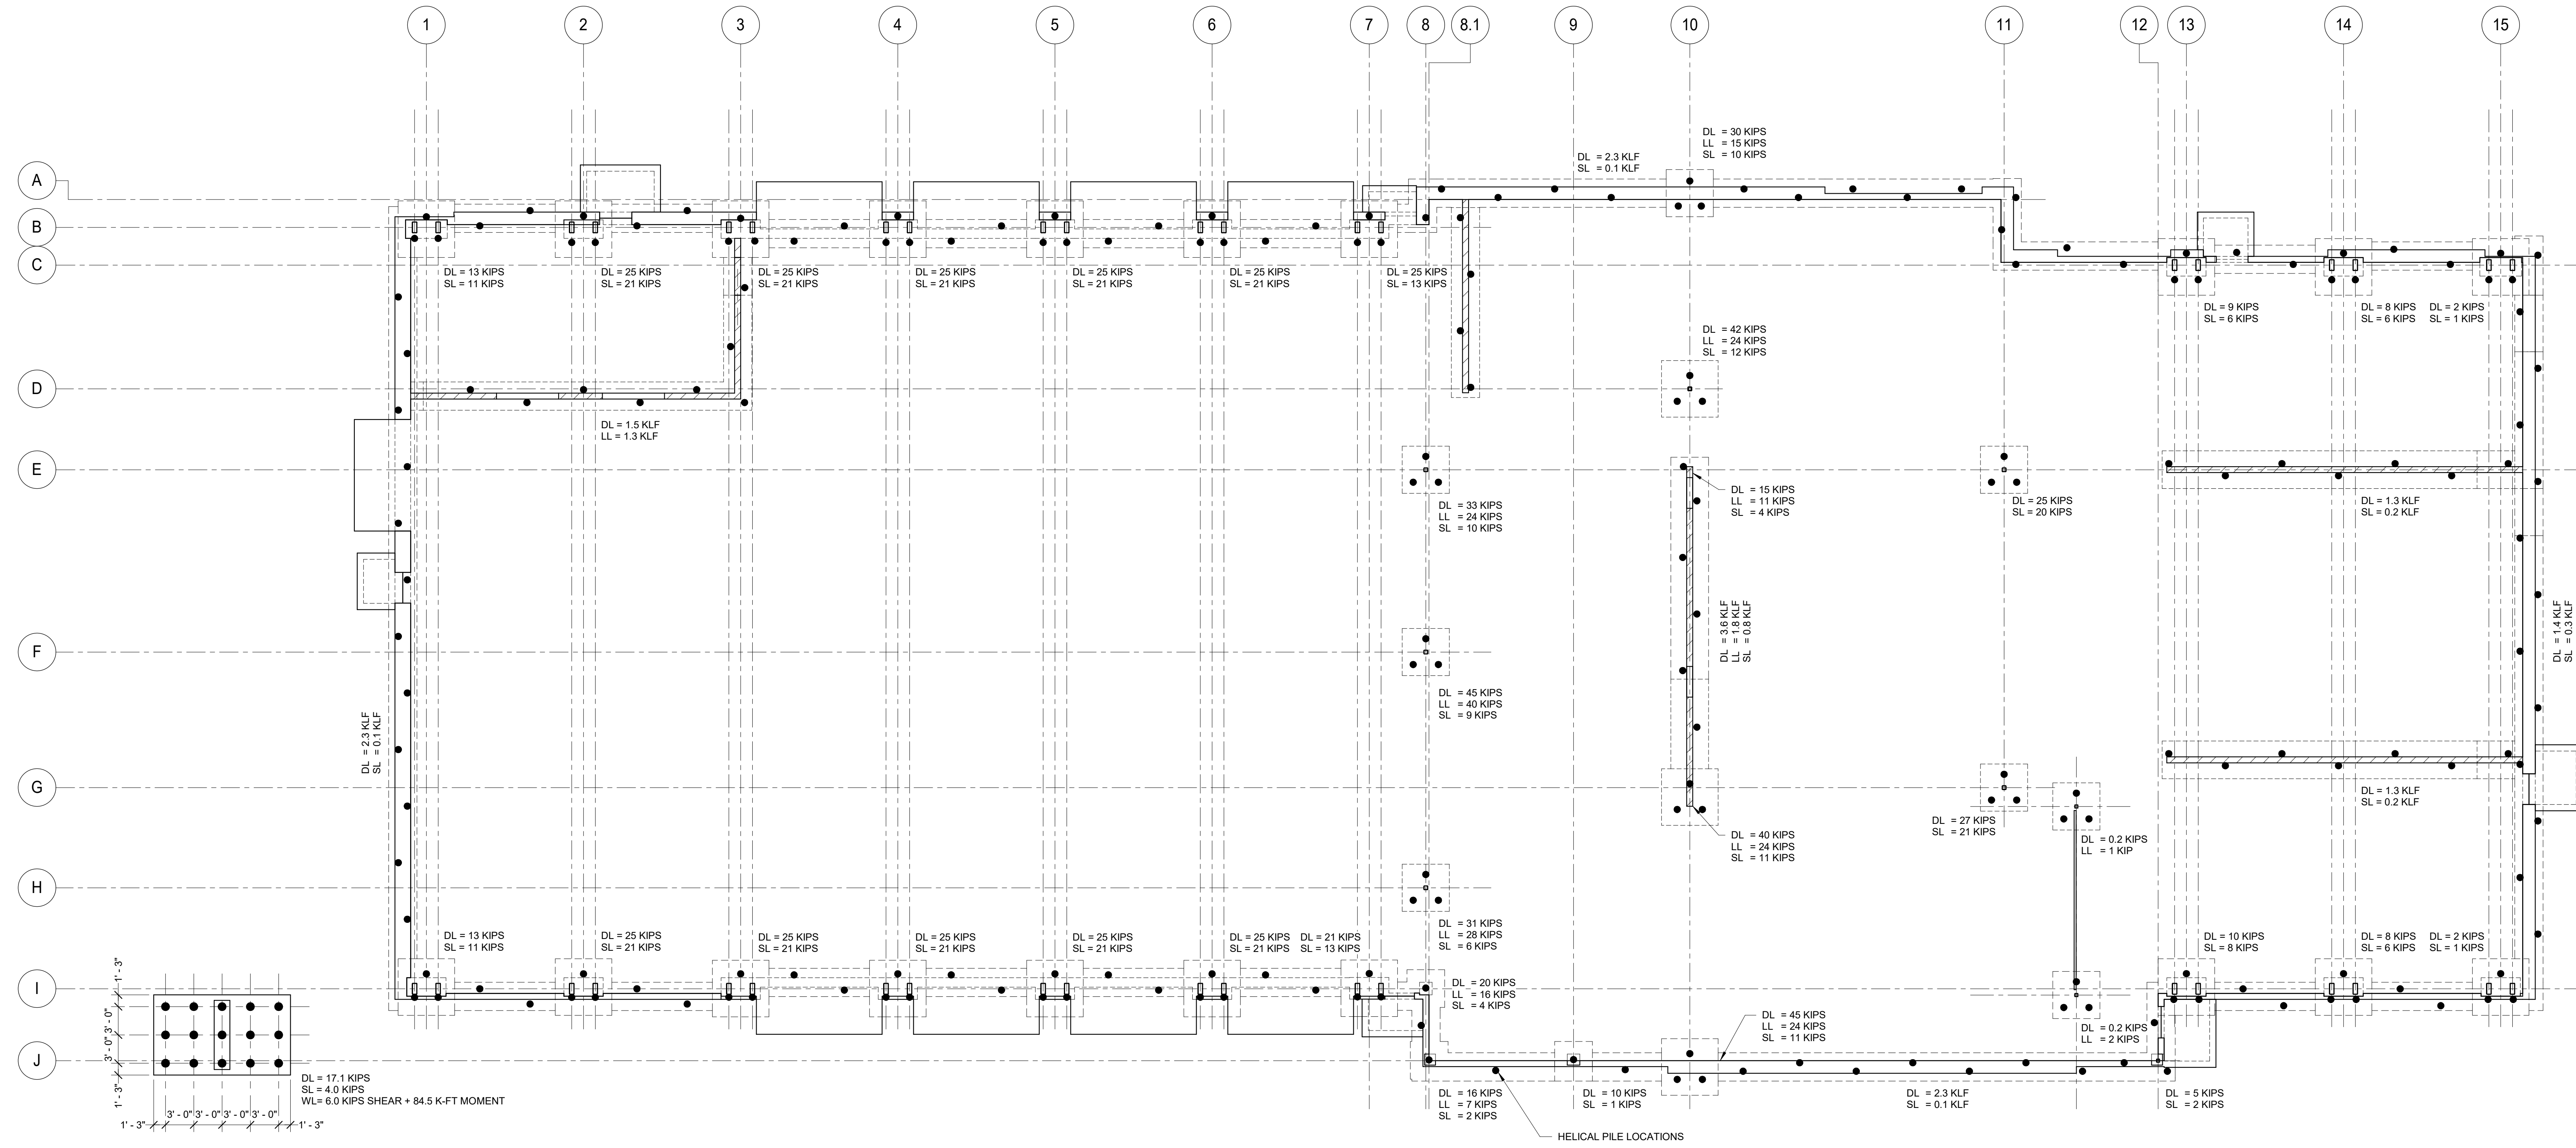 1
2
3
4
5
6
7
8
8.1
9
10
11
12
13
14
15
A
B
C
D
E
F
G
H
I
J
DL = 30 KIPS
LL = 15 KIPS
SL = 10 KIPS
DL = 2.3 KLF
SL = 0.1 KLF
DL = 13 KIPS
SL = 11 KIPS
DL = 25 KIPS
SL = 21 KIPS
DL = 25 KIPS
SL = 21 KIPS
DL = 25 KIPS
SL = 21 KIPS
DL = 25 KIPS
SL = 21 KIPS
DL = 25 KIPS
SL = 21 KIPS
DL = 25 KIPS
SL = 13 KIPS
DL = 9 KIPS
SL = 6 KIPS
DL = 8 KIPS
SL = 6 KIPS
DL = 2 KIPS
SL = 1 KIPS
DL = 42 KIPS
LL = 24 KIPS
SL = 12 KIPS
DL = 1.5 KLF
LL = 1.3 KLF
DL = 33 KIPS
LL = 24 KIPS
SL = 10 KIPS
DL = 15 KIPS
LL = 11 KIPS
SL = 4 KIPS
DL = 25 KIPS
SL = 20 KIPS
DL = 1.3 KLF
SL = 0.2 KLF
DL = 3.6 KLF
LL = 1.8 KLF
SL = 0.8 KLF
DL = 1.4 KLF
SL = 0.3 KLF
DL = 45 KIPS
LL = 40 KIPS
SL = 9 KIPS
DL = 2.3 KLF
SL = 0.1 KLF
DL = 1.3 KLF
SL = 0.2 KLF
DL = 27 KIPS
SL = 21 KIPS
DL = 40 KIPS
LL = 24 KIPS
SL = 11 KIPS
DL = 0.2 KIPS
LL = 1 KIP
DL = 13 KIPS
SL = 11 KIPS
DL = 25 KIPS
SL = 21 KIPS
DL = 25 KIPS
SL = 21 KIPS
DL = 25 KIPS
SL = 21 KIPS
DL = 25 KIPS
SL = 21 KIPS
DL = 25 KIPS
SL = 21 KIPS
DL = 21 KIPS
SL = 13 KIPS
DL = 31 KIPS
LL = 28 KIPS
SL = 6 KIPS
DL = 10 KIPS
SL = 8 KIPS
DL = 8 KIPS
SL = 6 KIPS
DL = 2 KIPS
SL = 1 KIPS
DL = 20 KIPS
LL = 16 KIPS
SL = 4 KIPS
DL = 45 KIPS
LL = 24 KIPS
SL = 11 KIPS
DL = 0.2 KIPS
LL = 2 KIPS
1' - 3"
3' - 0"
3' - 0"
1' - 3"
DL = 17.1 KIPS
SL = 4.0 KIPS
WL= 6.0 KIPS SHEAR + 84.5 K-FT MOMENT
3' - 0"
3' - 0"
3' - 0"
3' - 0"
1' - 3"
1' - 3"
DL = 16 KIPS
LL = 7 KIPS
SL = 2 KIPS
DL = 10 KIPS
SL = 1 KIPS
DL = 2.3 KLF
SL = 0.1 KLF
DL = 5 KIPS
SL = 2 KIPS
HELICAL PILE LOCATIONS